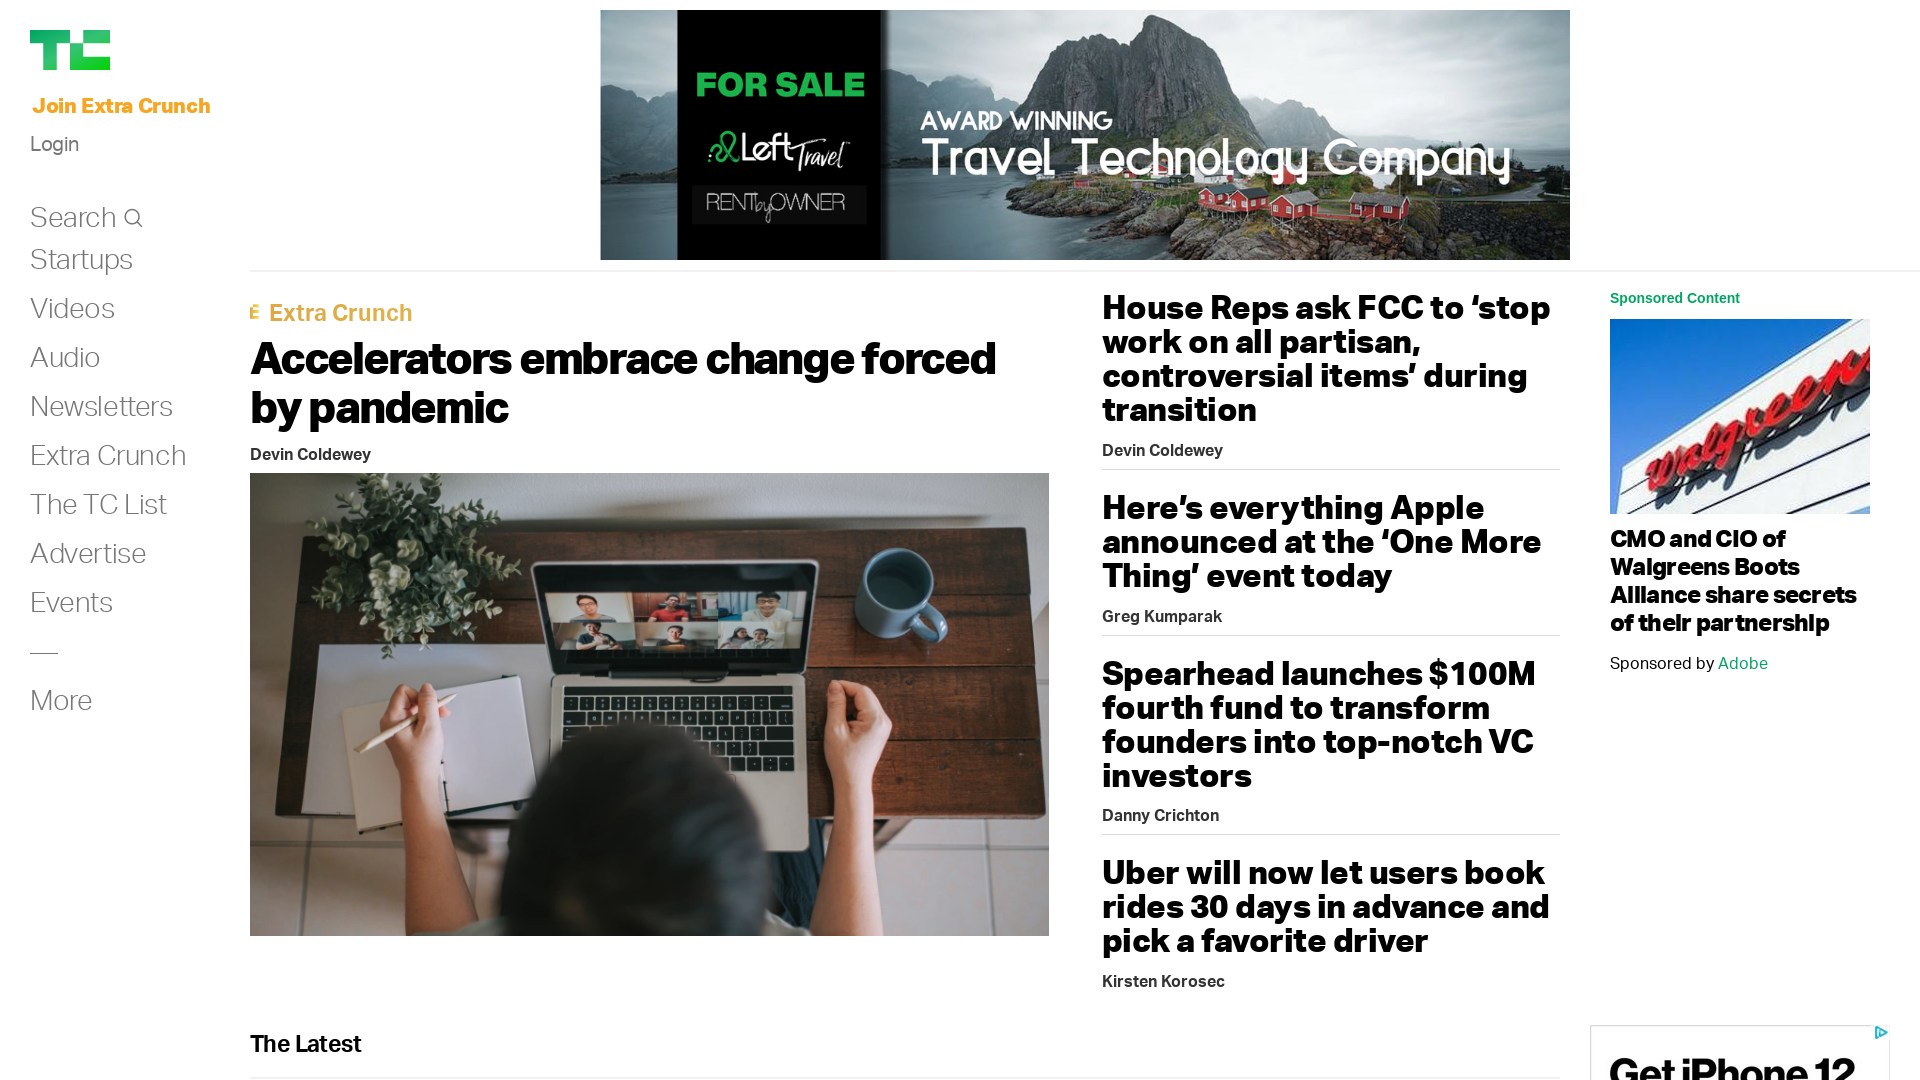 TC
Join Extra Crunch
Login
Search
Startups
Videos
Audio
Newsletters
Extra Crunch
The TC List
Advertise
Events
—
More
FOR SALE
LeftTravel
RENTbyOWNER
AWARD WINNING
Travel Technology Company
Extra Crunch
Accelerators embrace change forced
by pandemic
Devin Coldewey
House Reps ask FCC to ‘stop
work on all partisan,
controversial items’ during
transition
Devin Coldewey
Here’s everything Apple
announced at the ‘One More
Thing’ event today
Greg Kumparak
Spearhead launches $100M
fourth fund to transform
founders into top-notch VC
investors
Danny Crichton
Uber will now let users book
rides 30 days in advance and
pick a favorite driver
Kirsten Korosec
Sponsored Content
Walgreens
CMO and CIO of
Walgreens Boots
Alliance share secrets
of their partnership
Sponsored by Adobe
The Latest
Get iPhone 12